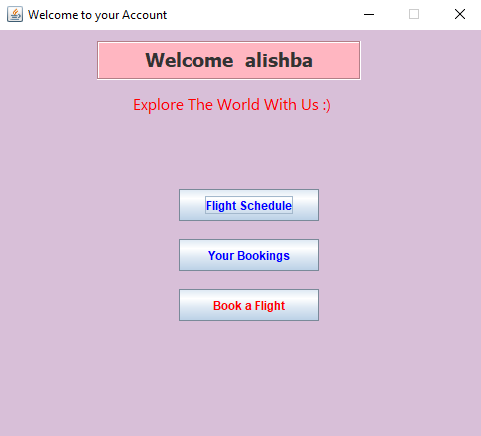 Welcome to your Account
Welcome alishba
Explore The World With Us :)
Flight Schedule
Your Bookings
Book a Flight